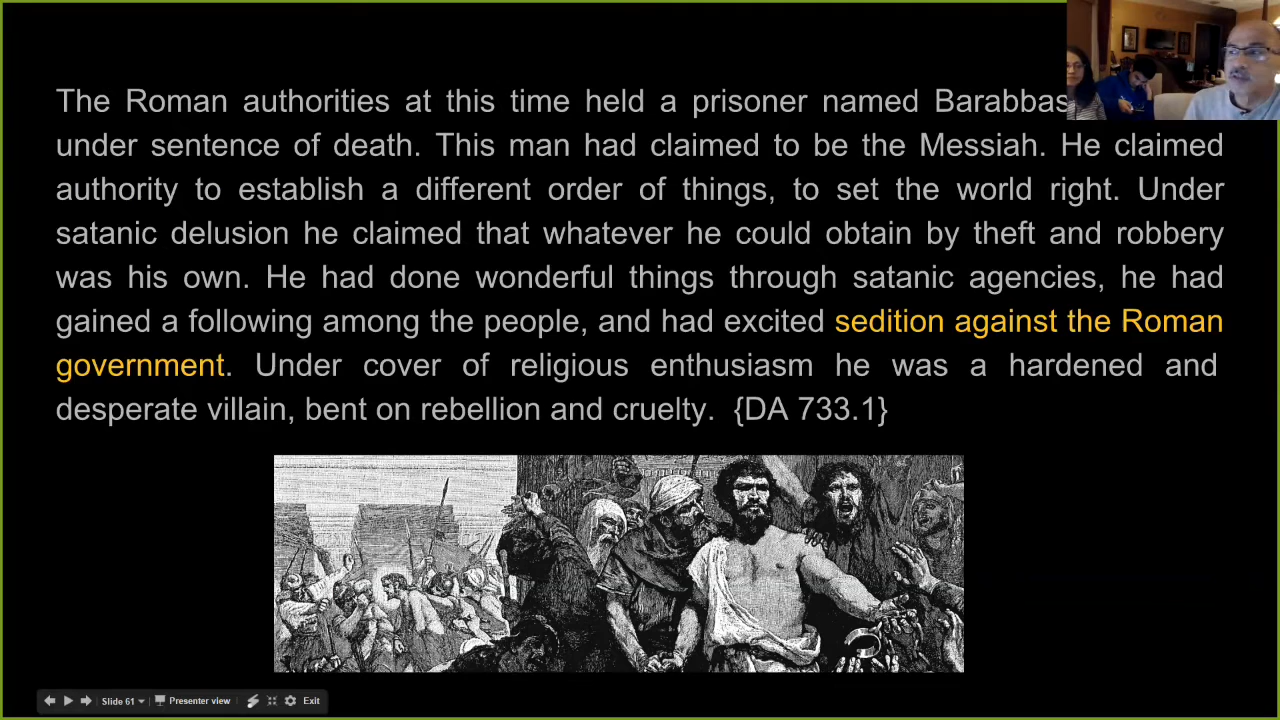 The Roman authorities at this time held a prisoner named Barabbas
under sentence of death. This man had claimed to be the Messiah. He claimed
authority to establish a different order of things, to set the world right. Under
satanic delusion he claimed that whatever he could obtain by theft and robbery
was his own. He had done wonderful things through satanic agencies, he had
gained a following among the people, and had excited sedition against the Roman
government. Under cover of religious enthusiasm he was a hardened and
desperate villain, bent on rebellion and cruelty. {DA 733.1}
Slide 61 Presenter view Exit